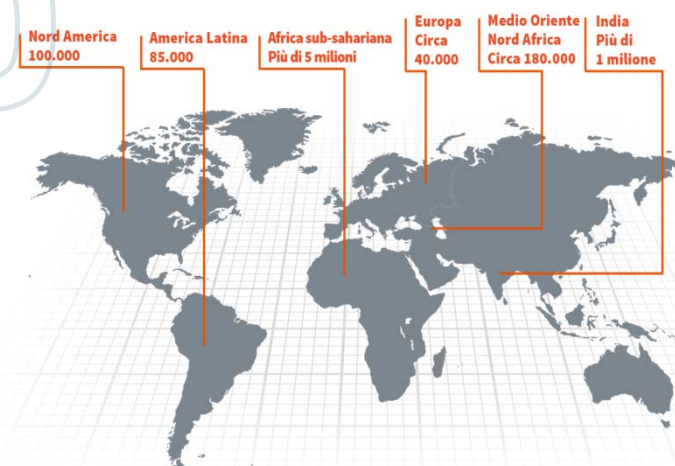 Nord America
100.000
America Latina
85.000
Africa sub-sahariana
Più di 5 milioni
Europa
Circa
40.000
Medio Oriente
Nord Africa
Circa 180.000
India
Più di
1 milione